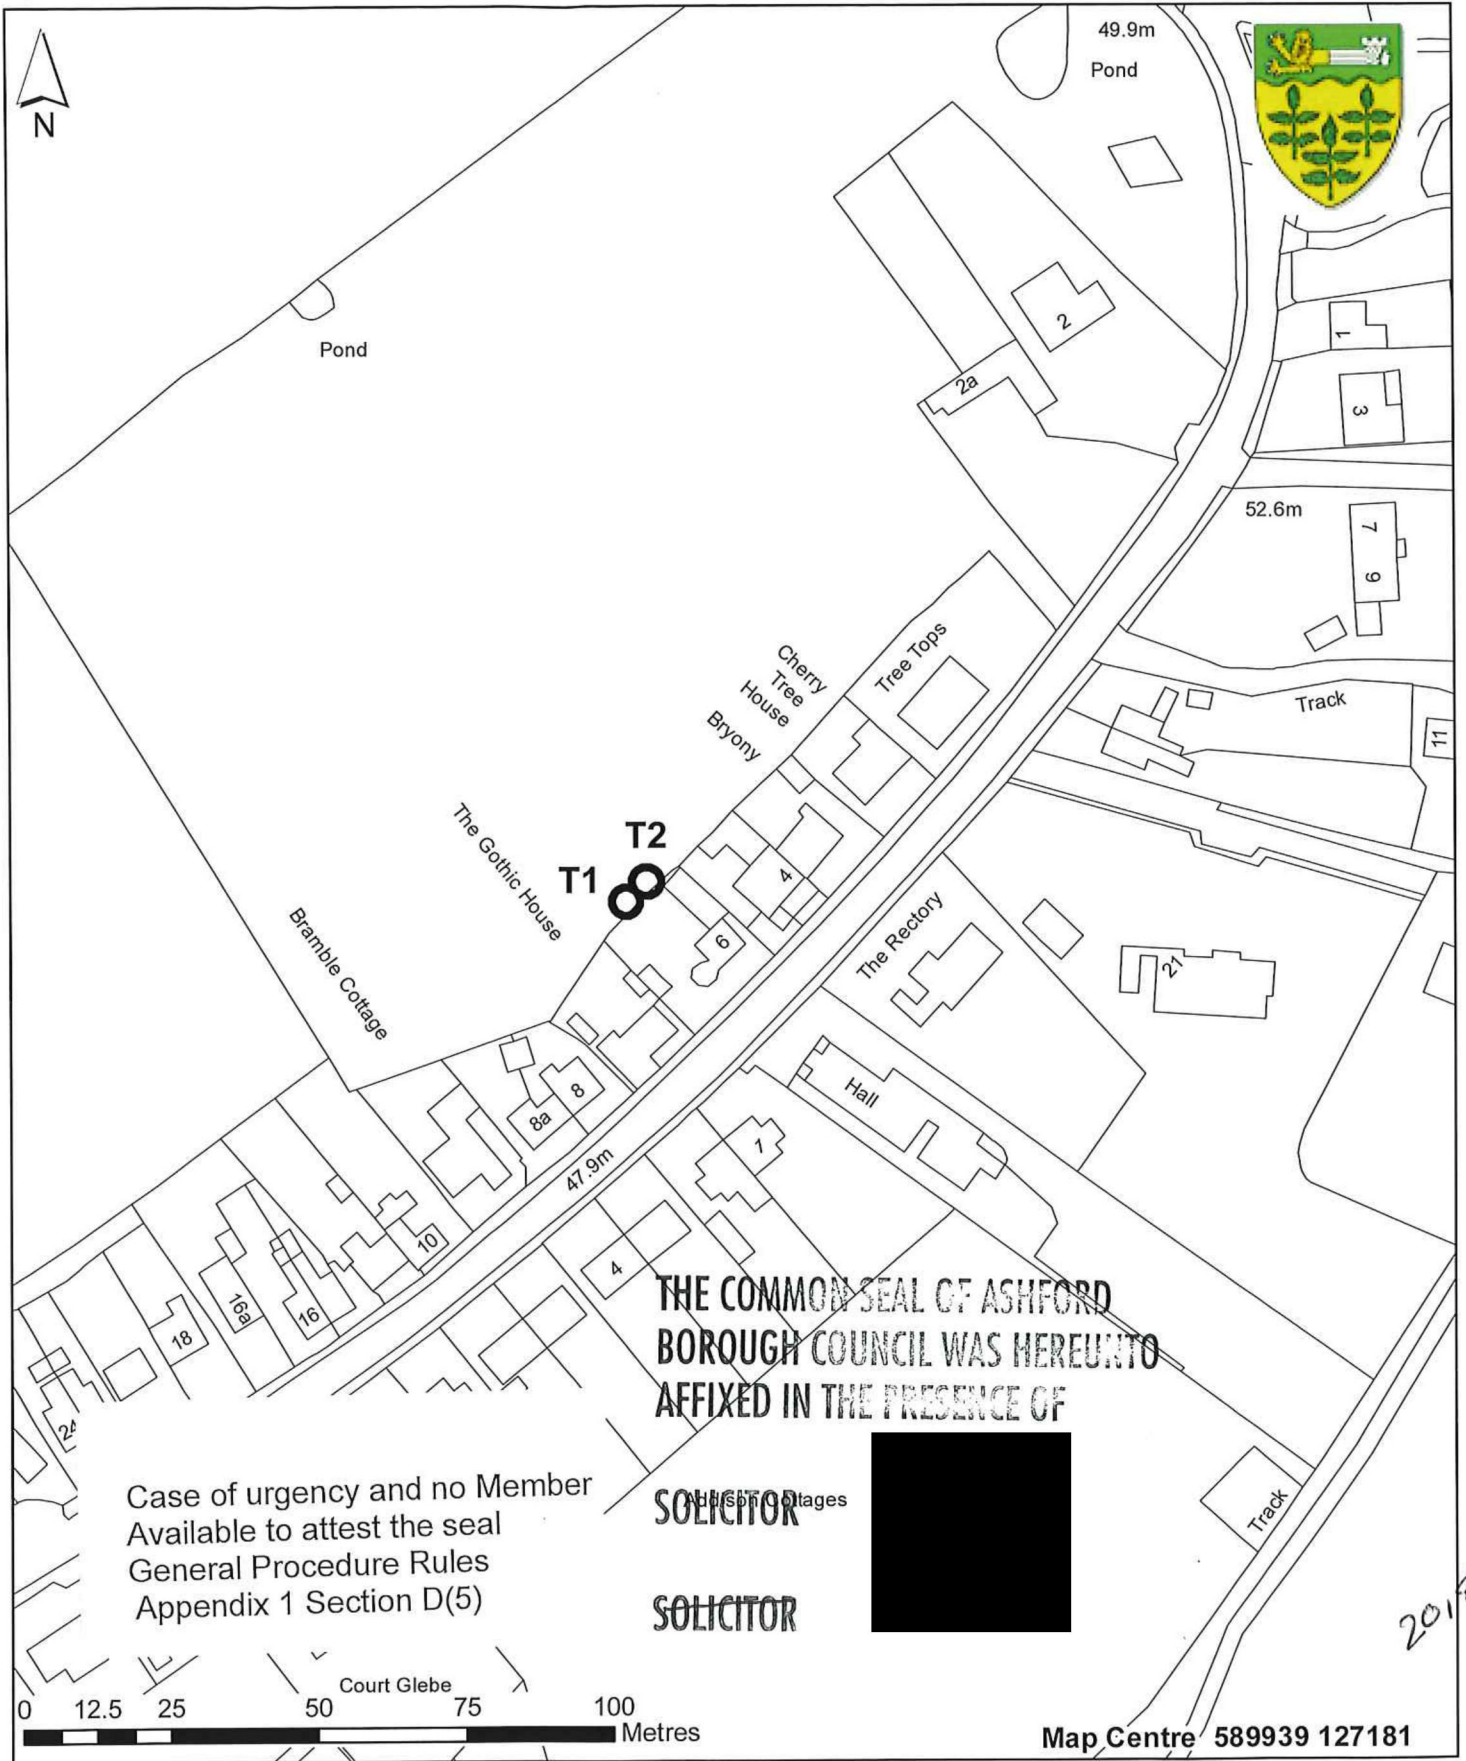 49.9m
Pond
N
Pond
2
2a
1
3
52.6m
7
9
Cherry
Tree
House
Tree Tops
Bryony
Track
11
The Gothic House
T2
T1
4
6
The Rectory
21
Bramble Cottage
8
8a
Hall
1
47.9m
10
4
16a
16
18
24
THE COMMON SEAL OF ASHFORD
BOROUGH COUNCIL WAS HEREUNTO
AFFIXED IN THE PRESENCE OF
Case of urgency and no Member
Available to attest the seal
General Procedure Rules
Appendix 1 Section D(5)
SOLICITOR
Addison Cottages
SOLICITOR
Track
Court Glebe
0 12.5 25 50 75 100
Metres
Map Centre 589939 127181